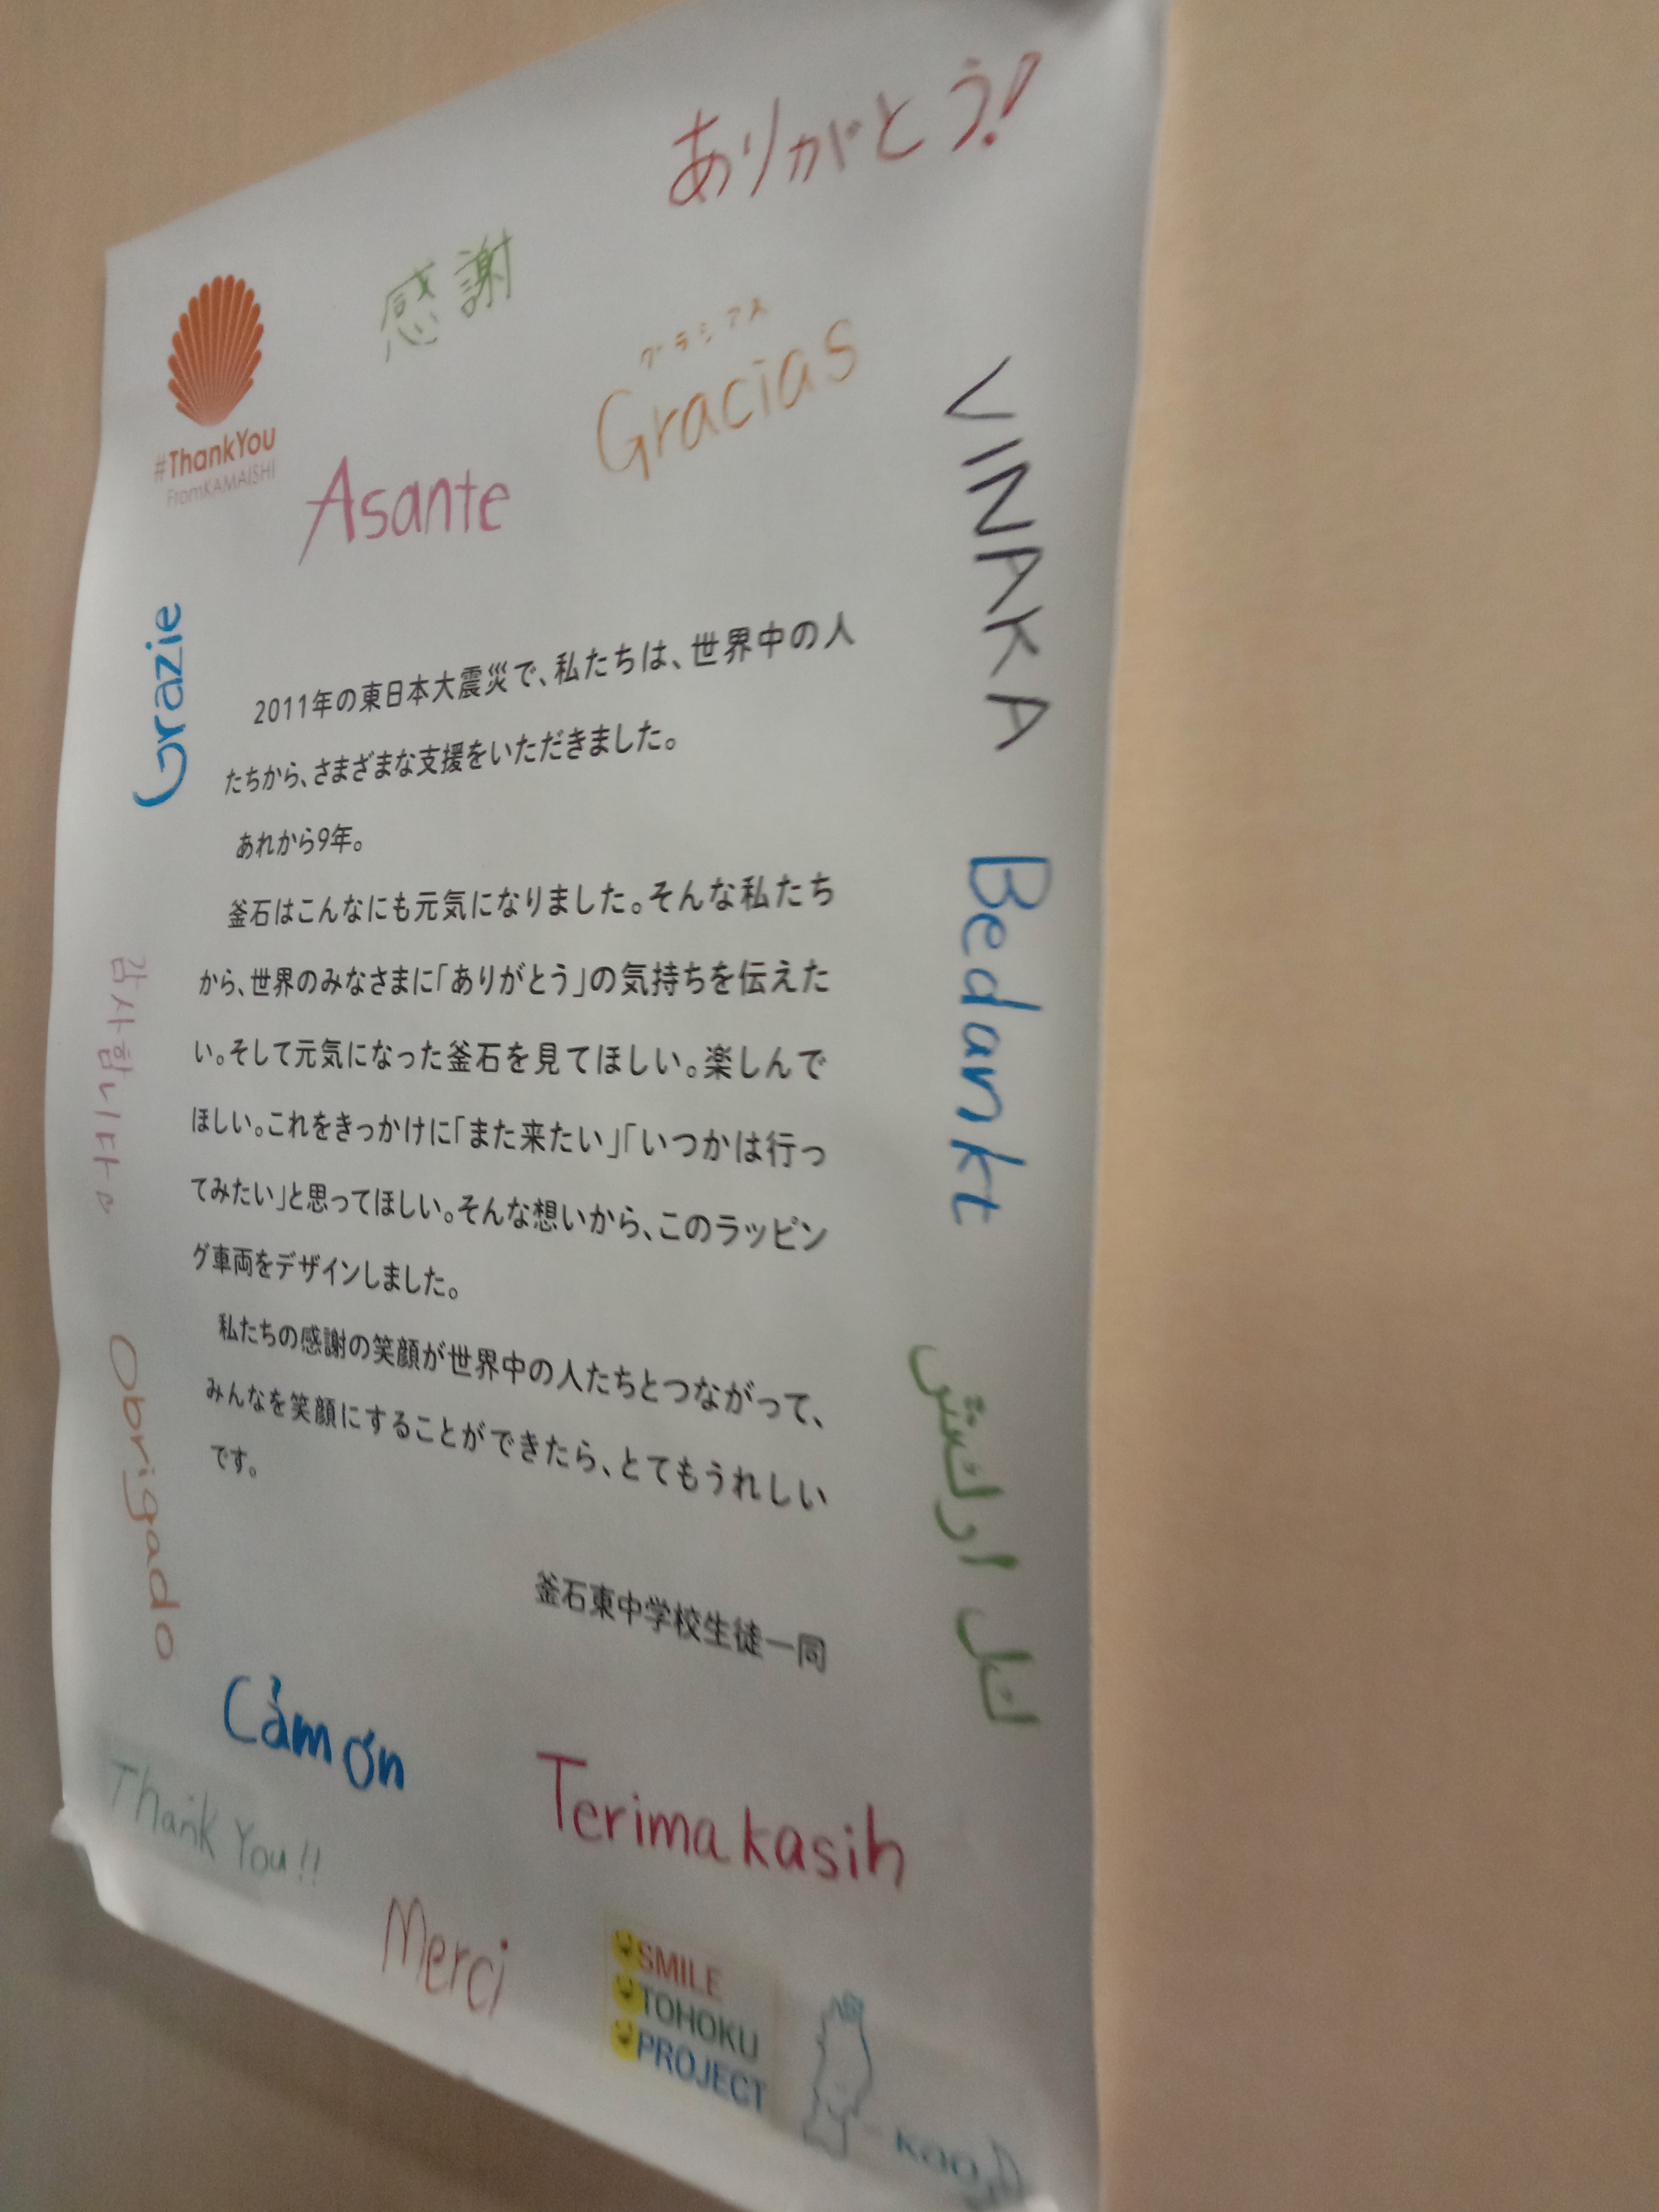 ありがとう!
感謝
グラシアス
Gracias
#ThankYou
FromKAMAISHI
Asante
VINAKA
Grazie
2011年の東日本大震災で、私たちは、世界中の人
たちから、さまざまな支援をいただきました。
あれから9年。
釜石はこんなにも元気になりました。そんな私たち
から、世界のみなさまに「ありがとう」の気持ちを伝えた
い。そして元気になった釜石を見てほしい。楽しんで
ほしい。これをきっかけに「また来たい」「いつかは行っ
てみたい」と思ってほしい。そんな想いから、このラッピン
グ車両をデザインしました。
私たちの感謝の笑顔が世界中の人たちとつながって、
みんなを笑顔にすることができたら、とてもうれしい
です。
釜石東中学校生徒一同
Bedankt
감사합니다
Obrigado
Cảm ơn
Terima kasih
Thank You!!
Merci
SMILE
TOHOKU
PROJECT